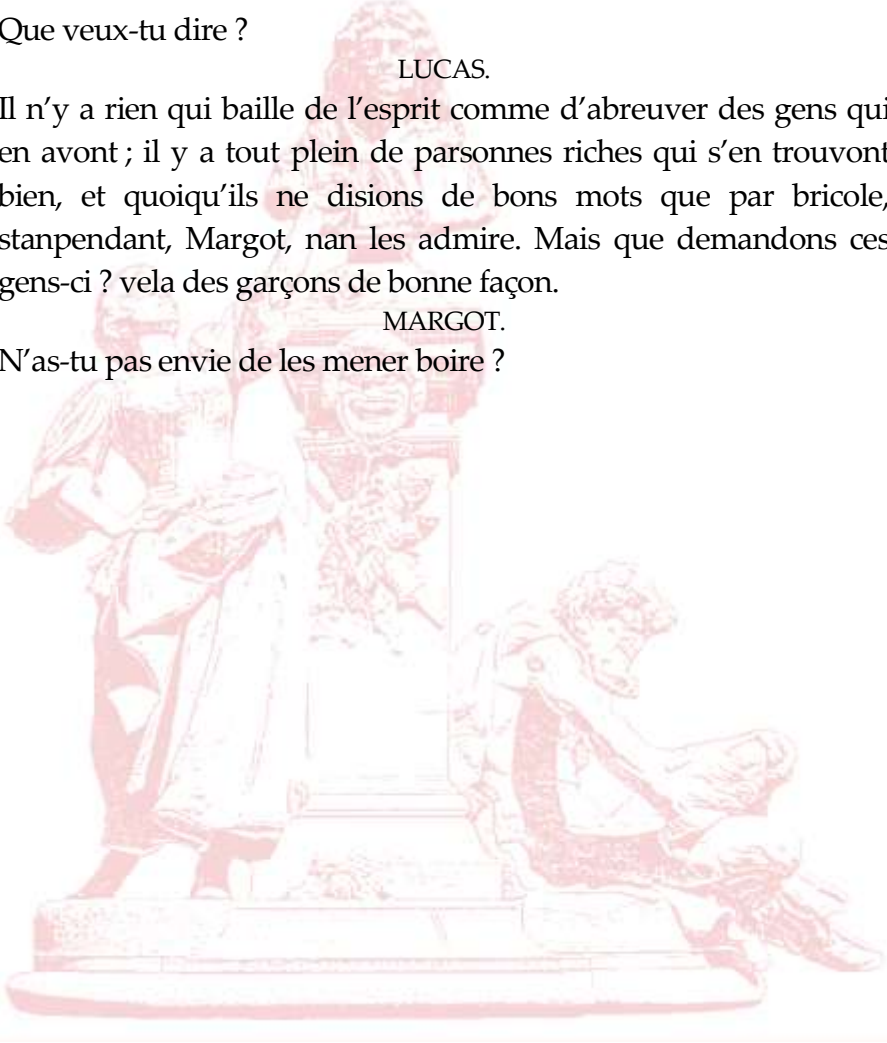 Que veux-tu dire ?
LUCAS.
Il n’y a rien qui baille de l’esprit comme d’abreuver des gens qui
en avont ; il y a tout plein de parsonnes riches qui s’en trouvont
bien, et quoiqu’ils ne disions de bons mots que par bricole,
stanpendant, Margot, nan les admire. Mais que demandons ces
gens-ci ? vela des garçons de bonne façon.
MARGOT.
N’as-tu pas envie de les mener boire ?